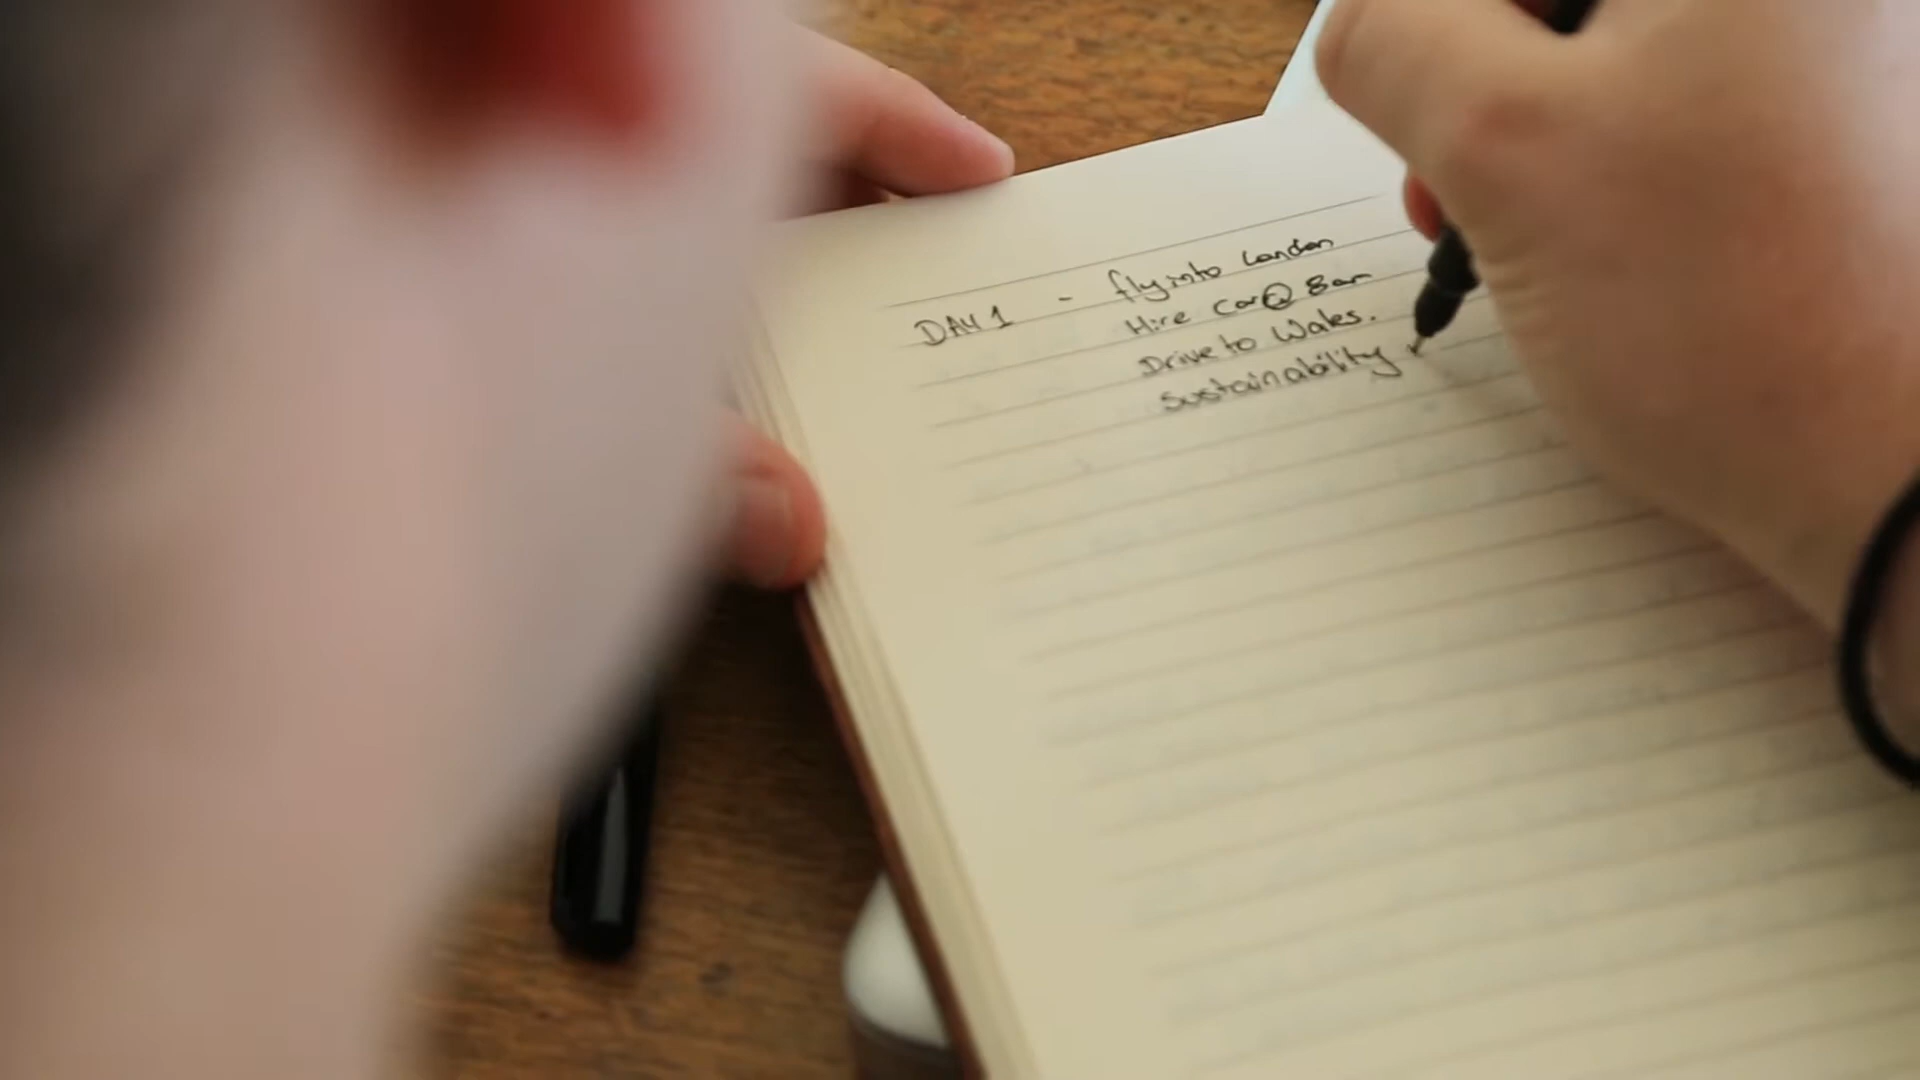 DAY 1 - fly into London
Hire Car @ 8am
Drive to Wales.
Sustainability